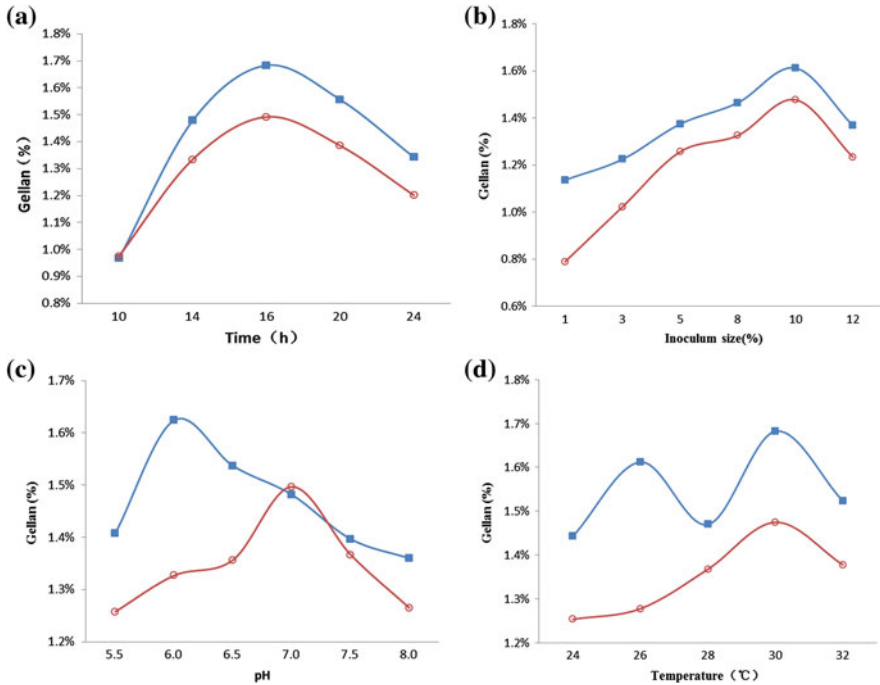 (a)
1.8%
1.7%
1.6%
1.5%
1.4%
1.3%
1.2%
1.0%
0.9%
0.8%
Gellan（%）
10 14 16 20 24
Time（h）
(b)
1.8%
1.6%
1.4%
1.2%
1.0%
0.8%
0.6%
Gellan (%)
1 3 5 8 10 12
Inoculum size(%)
(c)
1.7%
1.6%
1.5%
1.4%
1.3%
1.2%
Gellan (%)
5.5 6.0 6.5 7.0 7.5 8.0
pH
(d)
1.8%
1.7%
1.6%
1.5%
1.4%
1.3%
1.2%
Gellan (%)
24 26 28 30 32
Temperature（℃）